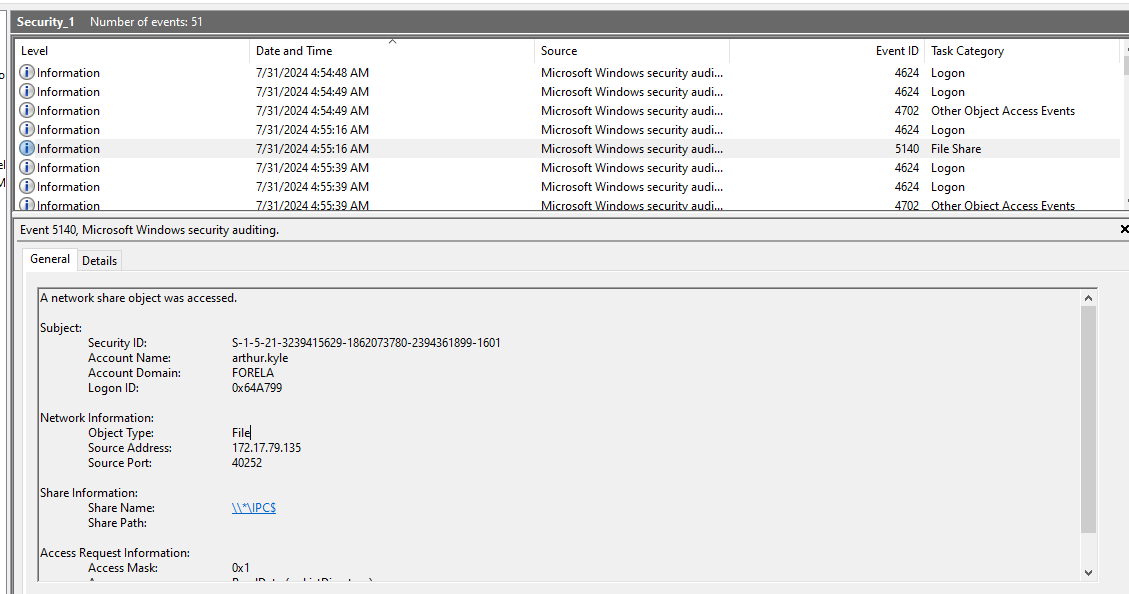 Security_1 Number of events: 51
Level Date and Time Source Event ID Task Category
Information 7/31/2024 4:54:48 AM Microsoft Windows security audi... 4624 Logon
Information 7/31/2024 4:54:49 AM Microsoft Windows security audi... 4624 Logon
Information 7/31/2024 4:54:49 AM Microsoft Windows security audi... 4702 Other Object Access Events
Information 7/31/2024 4:55:16 AM Microsoft Windows security audi... 4624 Logon
Information 7/31/2024 4:55:16 AM Microsoft Windows security audi... 5140 File Share
Information 7/31/2024 4:55:39 AM Microsoft Windows security audi... 4624 Logon
Information 7/31/2024 4:55:39 AM Microsoft Windows security audi... 4624 Logon
Information 7/31/2024 4:55:39 AM Microsoft Windows security audi... 4702 Other Object Access Events
Event 5140, Microsoft Windows security auditing.
General Details
A network share object was accessed.
Subject:
Security ID: S-1-5-21-3239415629-1862073780-2394361899-1601
Account Name: arthur.kyle
Account Domain: FORELA
Logon ID: 0x64A799
Network Information:
Object Type: File
Source Address: 172.17.79.135
Source Port: 40252
Share Information:
Share Name: \\*\IPC$
Share Path:
Access Request Information:
Access Mask: 0x1